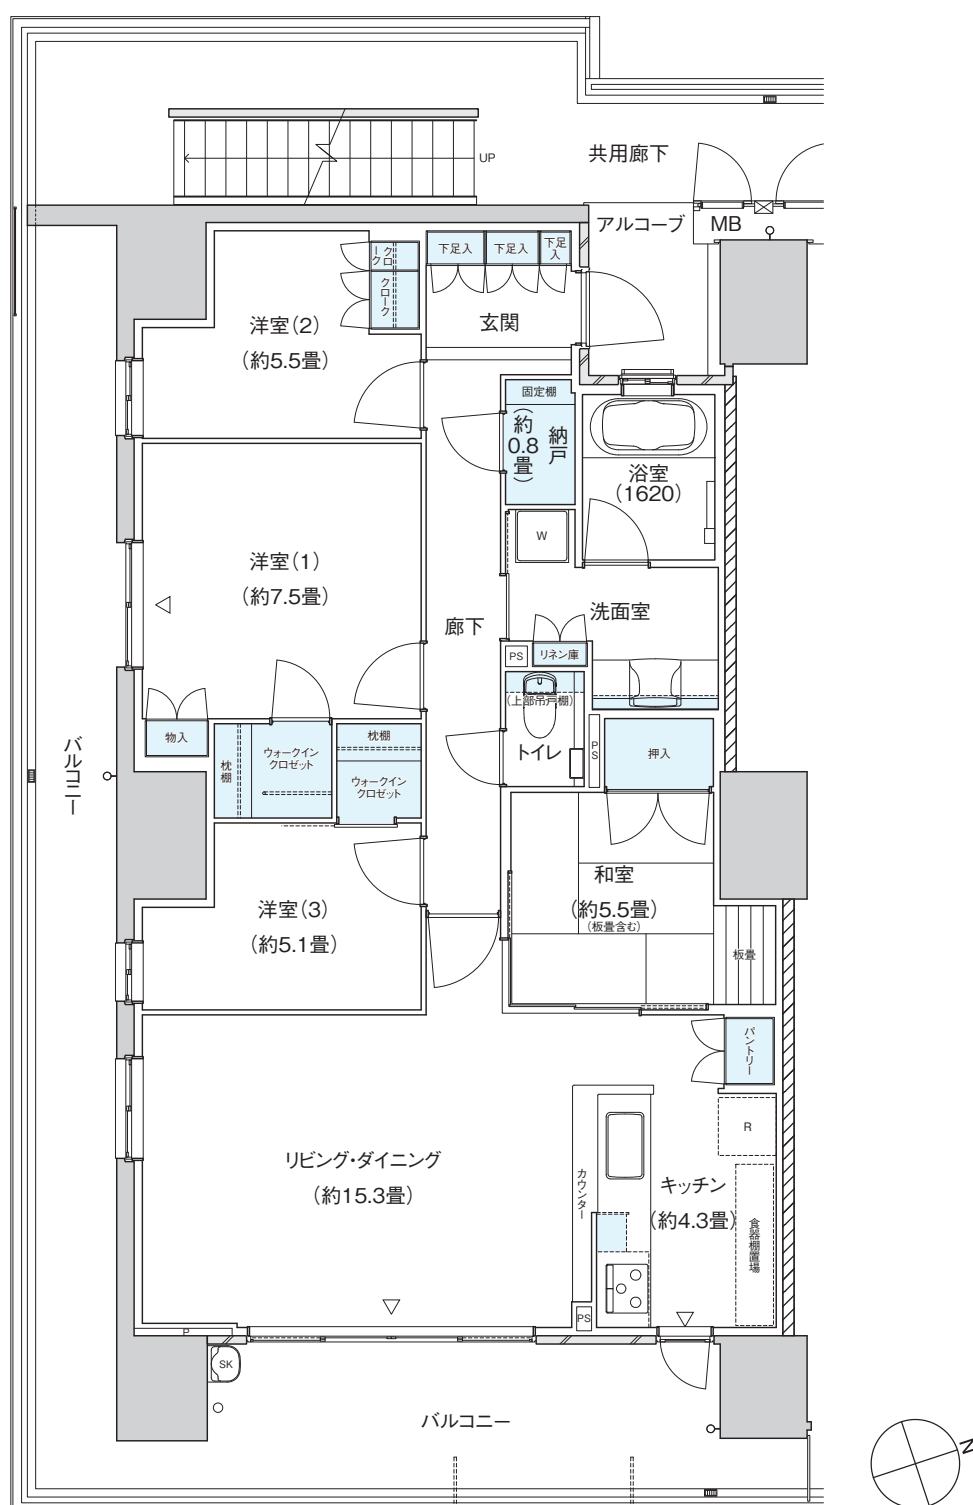 UP
共用廊下
アルコーブ
MB
クローク
クローク
下足入
下足入
下足入
玄関
洋室(2)
(約5.5畳)
固定棚
納戸
(約0.8畳)
浴室
(1620)
W
洋室(1)
(約7.5畳)
廊下
洗面室
PS
リネン庫
(上部吊戸棚)
トイレ
PS
押入
物入
枕棚
ウォークイン
クロゼット
枕棚
ウォークイン
クロゼット
バルコニー
和室
(約5.5畳)
(板畳含む)
板畳
洋室(3)
(約5.1畳)
パントリー
R
リビング・ダイニング
(約15.3畳)
カウンター
キッチン
(約4.3畳)
食器棚置場
PS
P
SK
バルコニー
N